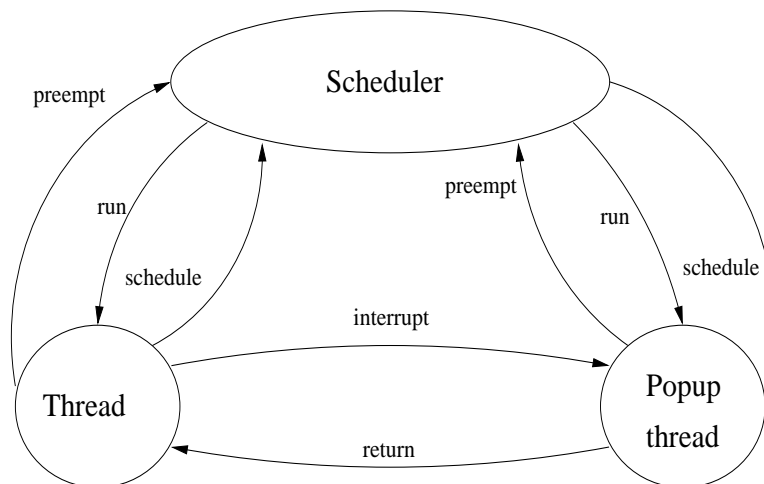 Scheduler
preempt
preempt
run
run
schedule
schedule
interrupt
Thread
Popup
thread
return